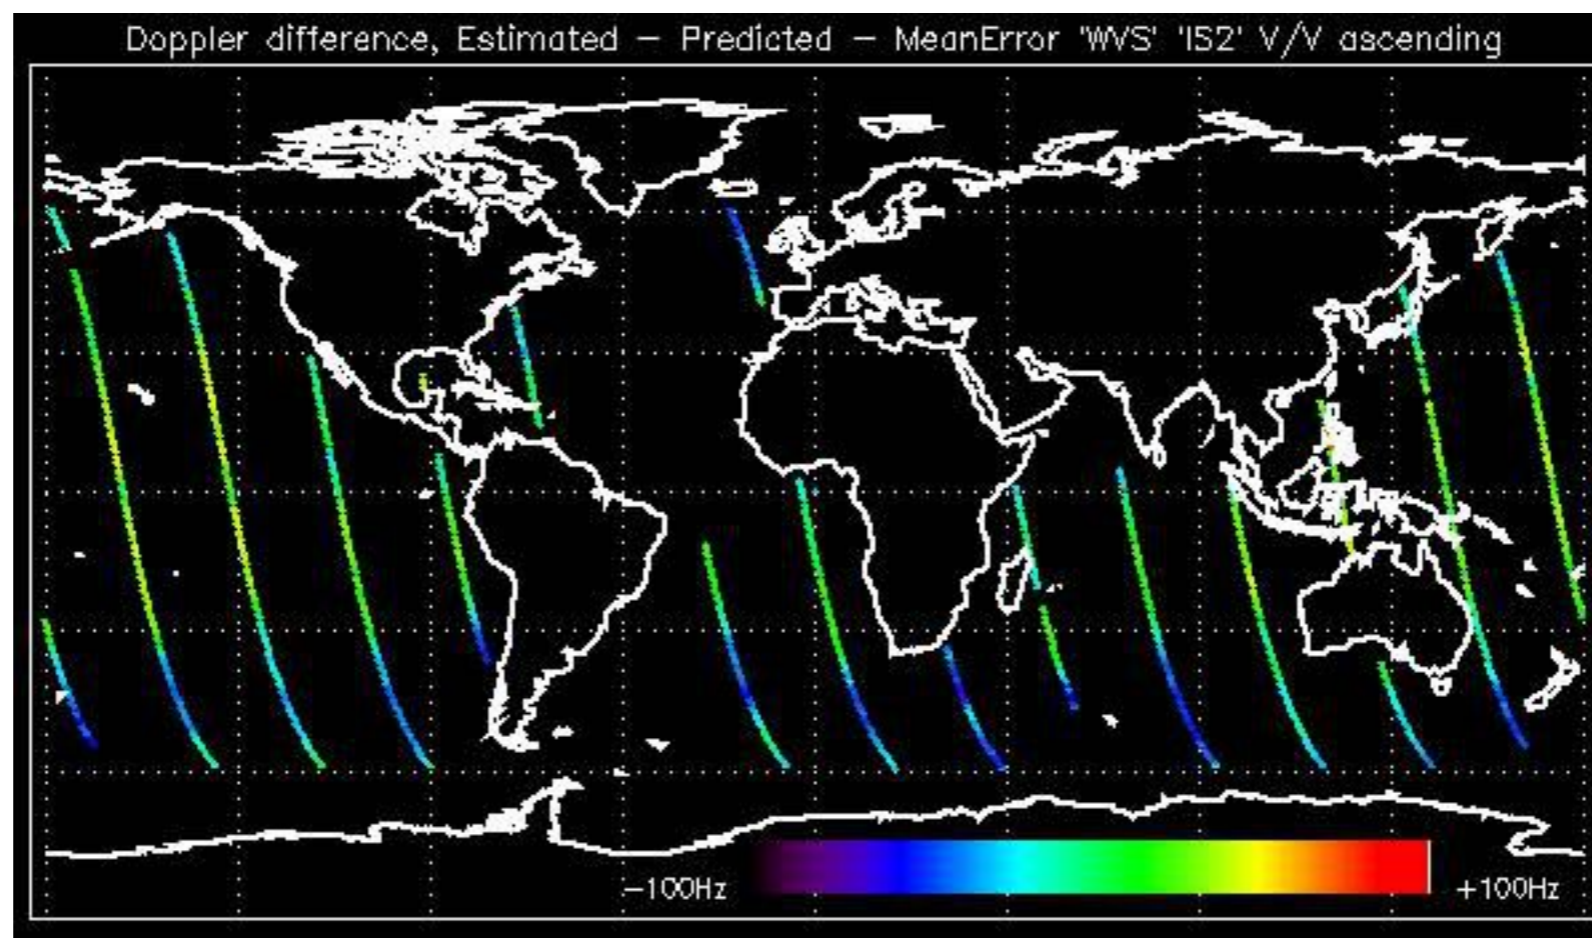 Doppler difference, Estimated – Predicted – MeanError 'WVS' 'IS2' V/V ascending
–100Hz
+100Hz